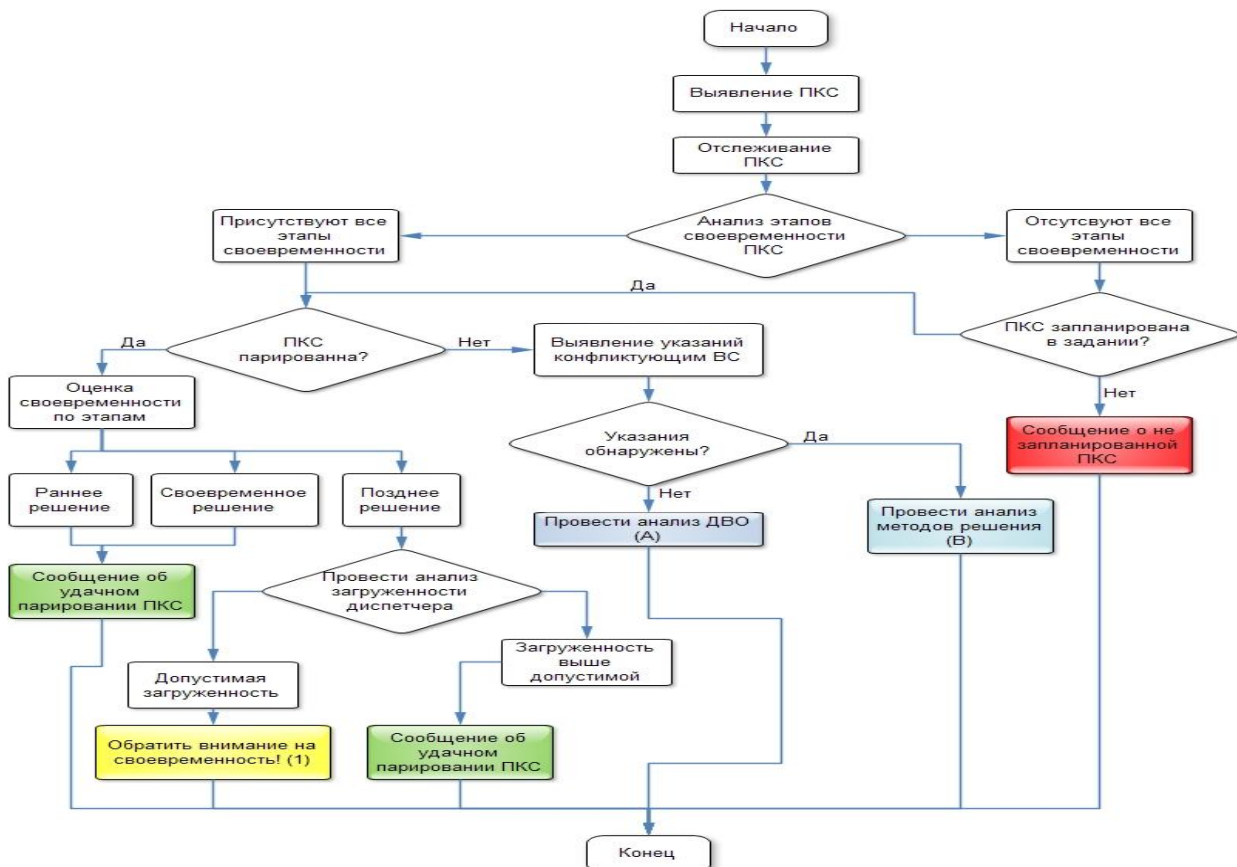 Начало
Выявление ПКС
Отслеживание
ПКС
Присутствуют все
этапы
своевременности
Анализ этапов
своевременности
ПКС
Отсутсвуют все
этапы
своевременности
Да
ПКС
парированна?
Да
Нет
Выявление указаний
конфликтующим ВС
ПКС запланирована
в задании?
Нет
Оценка
своевременности
по этапам
Указания
обнаружены?
Да
Нет
Сообщение о не
запланированной
ПКС
Раннее
решение
Своевременное
решение
Позднее
решение
Провести анализ ДВО
(А)
Провести анализ
методов решения
(В)
Сообщение об
удачном
парировании ПКС
Провести анализ
загруженности
диспетчера
Допустимая
загруженность
Загруженность
выше
допустимой
Обратить внимание на
своевременность! (1)
Сообщение об
удачном
парировании ПКС
Конец